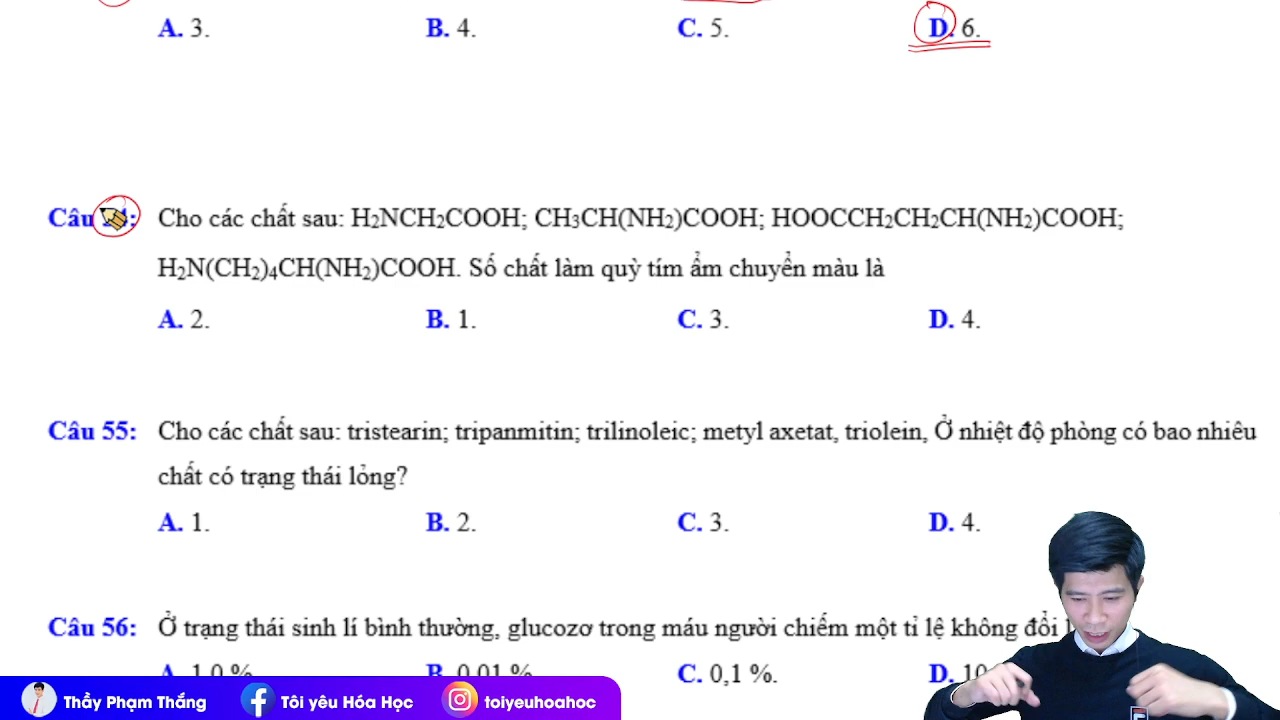 A. 3. B. 4. C. 5. D. 6.
Câu Cho các chất sau: H₂NCH₂COOH; CH₃CH(NH₂)COOH; HOOCCH₂CH₂CH(NH₂)COOH;
H₂N(CH₂)₄CH(NH₂)COOH. Số chất làm quỳ tím ẩm chuyển màu là
A. 2. B. 1. C. 3. D. 4.
Câu 55: Cho các chất sau: tristearin; tripanmitin; trilinoleic; metyl axetat, triolein, Ở nhiệt độ phòng có bao nhiêu
chất có trạng thái lỏng?
A. 1. B. 2. C. 3. D. 4.
Câu 56: Ở trạng thái sinh lí bình thường, glucozơ trong máu người chiếm một tỉ lệ không đổi
A. 1,0 %. B. 0,01 %. C. 0,1 %. D.
Thầy Phạm Thắng Tôi yêu Hóa Học toiyeuhoahoc